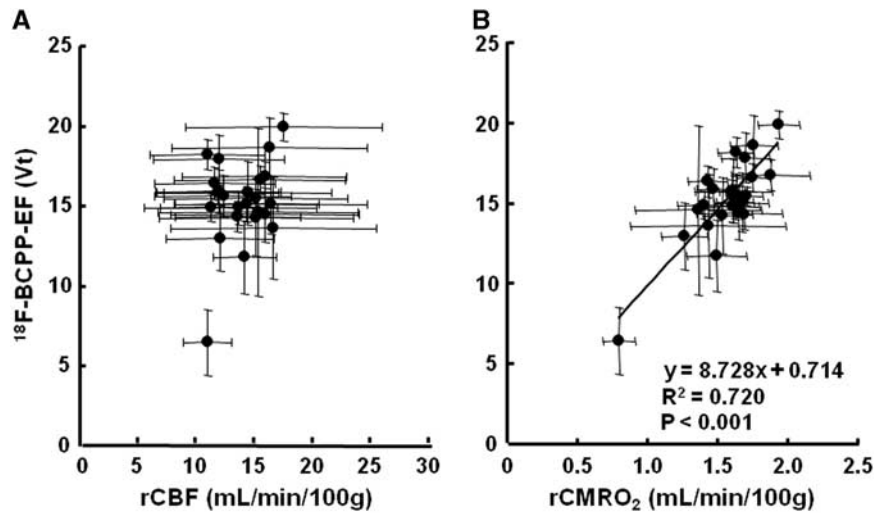 A
B
25
20
15
10
5
0
¹⁸F-BCPP-EF (Vt)
0 5 10 15 20 25 30
rCBF (mL/min/100g)
25
20
15
10
5
0
y = 8.728x + 0.714
R² = 0.720
P < 0.001
0 0.5 1.0 1.5 2.0 2.5
rCMRO₂ (mL/min/100g)